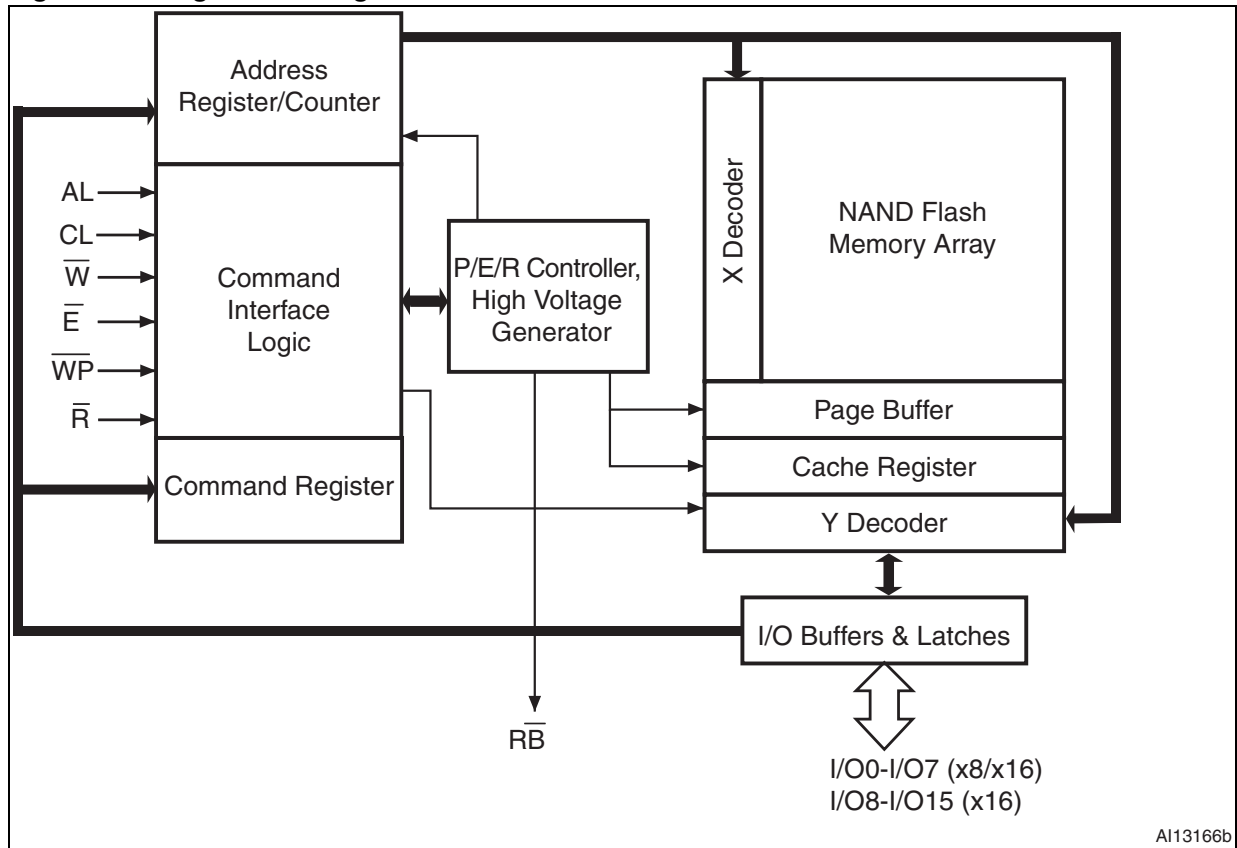 Address
Register/Counter
AL
CL
W̅
E̅
W̅P̅
R̅
Command
Interface
Logic
Command Register
P/E/R Controller,
High Voltage
Generator
RB̅
X Decoder
NAND Flash
Memory Array
Page Buffer
Cache Register
Y Decoder
I/O Buffers & Latches
I/O0-I/O7 (x8/x16)
I/O8-I/O15 (x16)
AI13166b